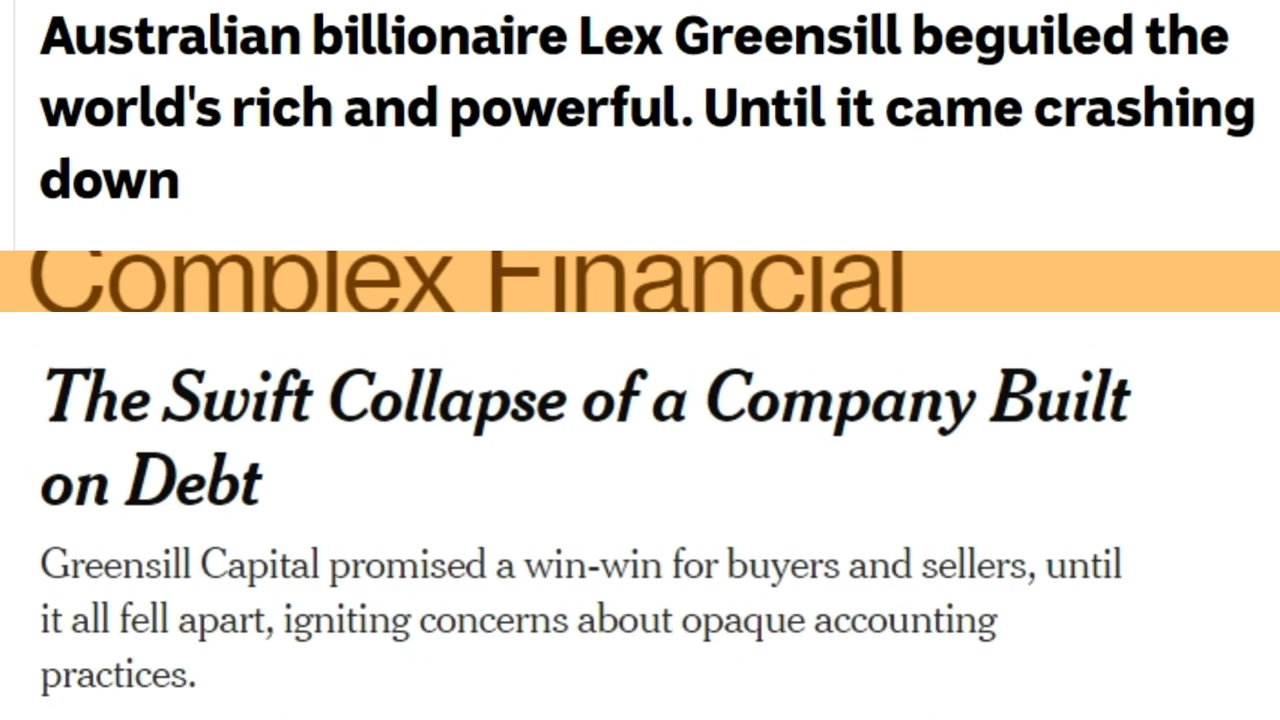 Australian billionaire Lex Greensill beguiled the
world's rich and powerful. Until it came crashing
down
Complex Financial
The Swift Collapse of a Company Built
on Debt
Greensill Capital promised a win-win for buyers and sellers, until
it all fell apart, igniting concerns about opaque accounting
practices.